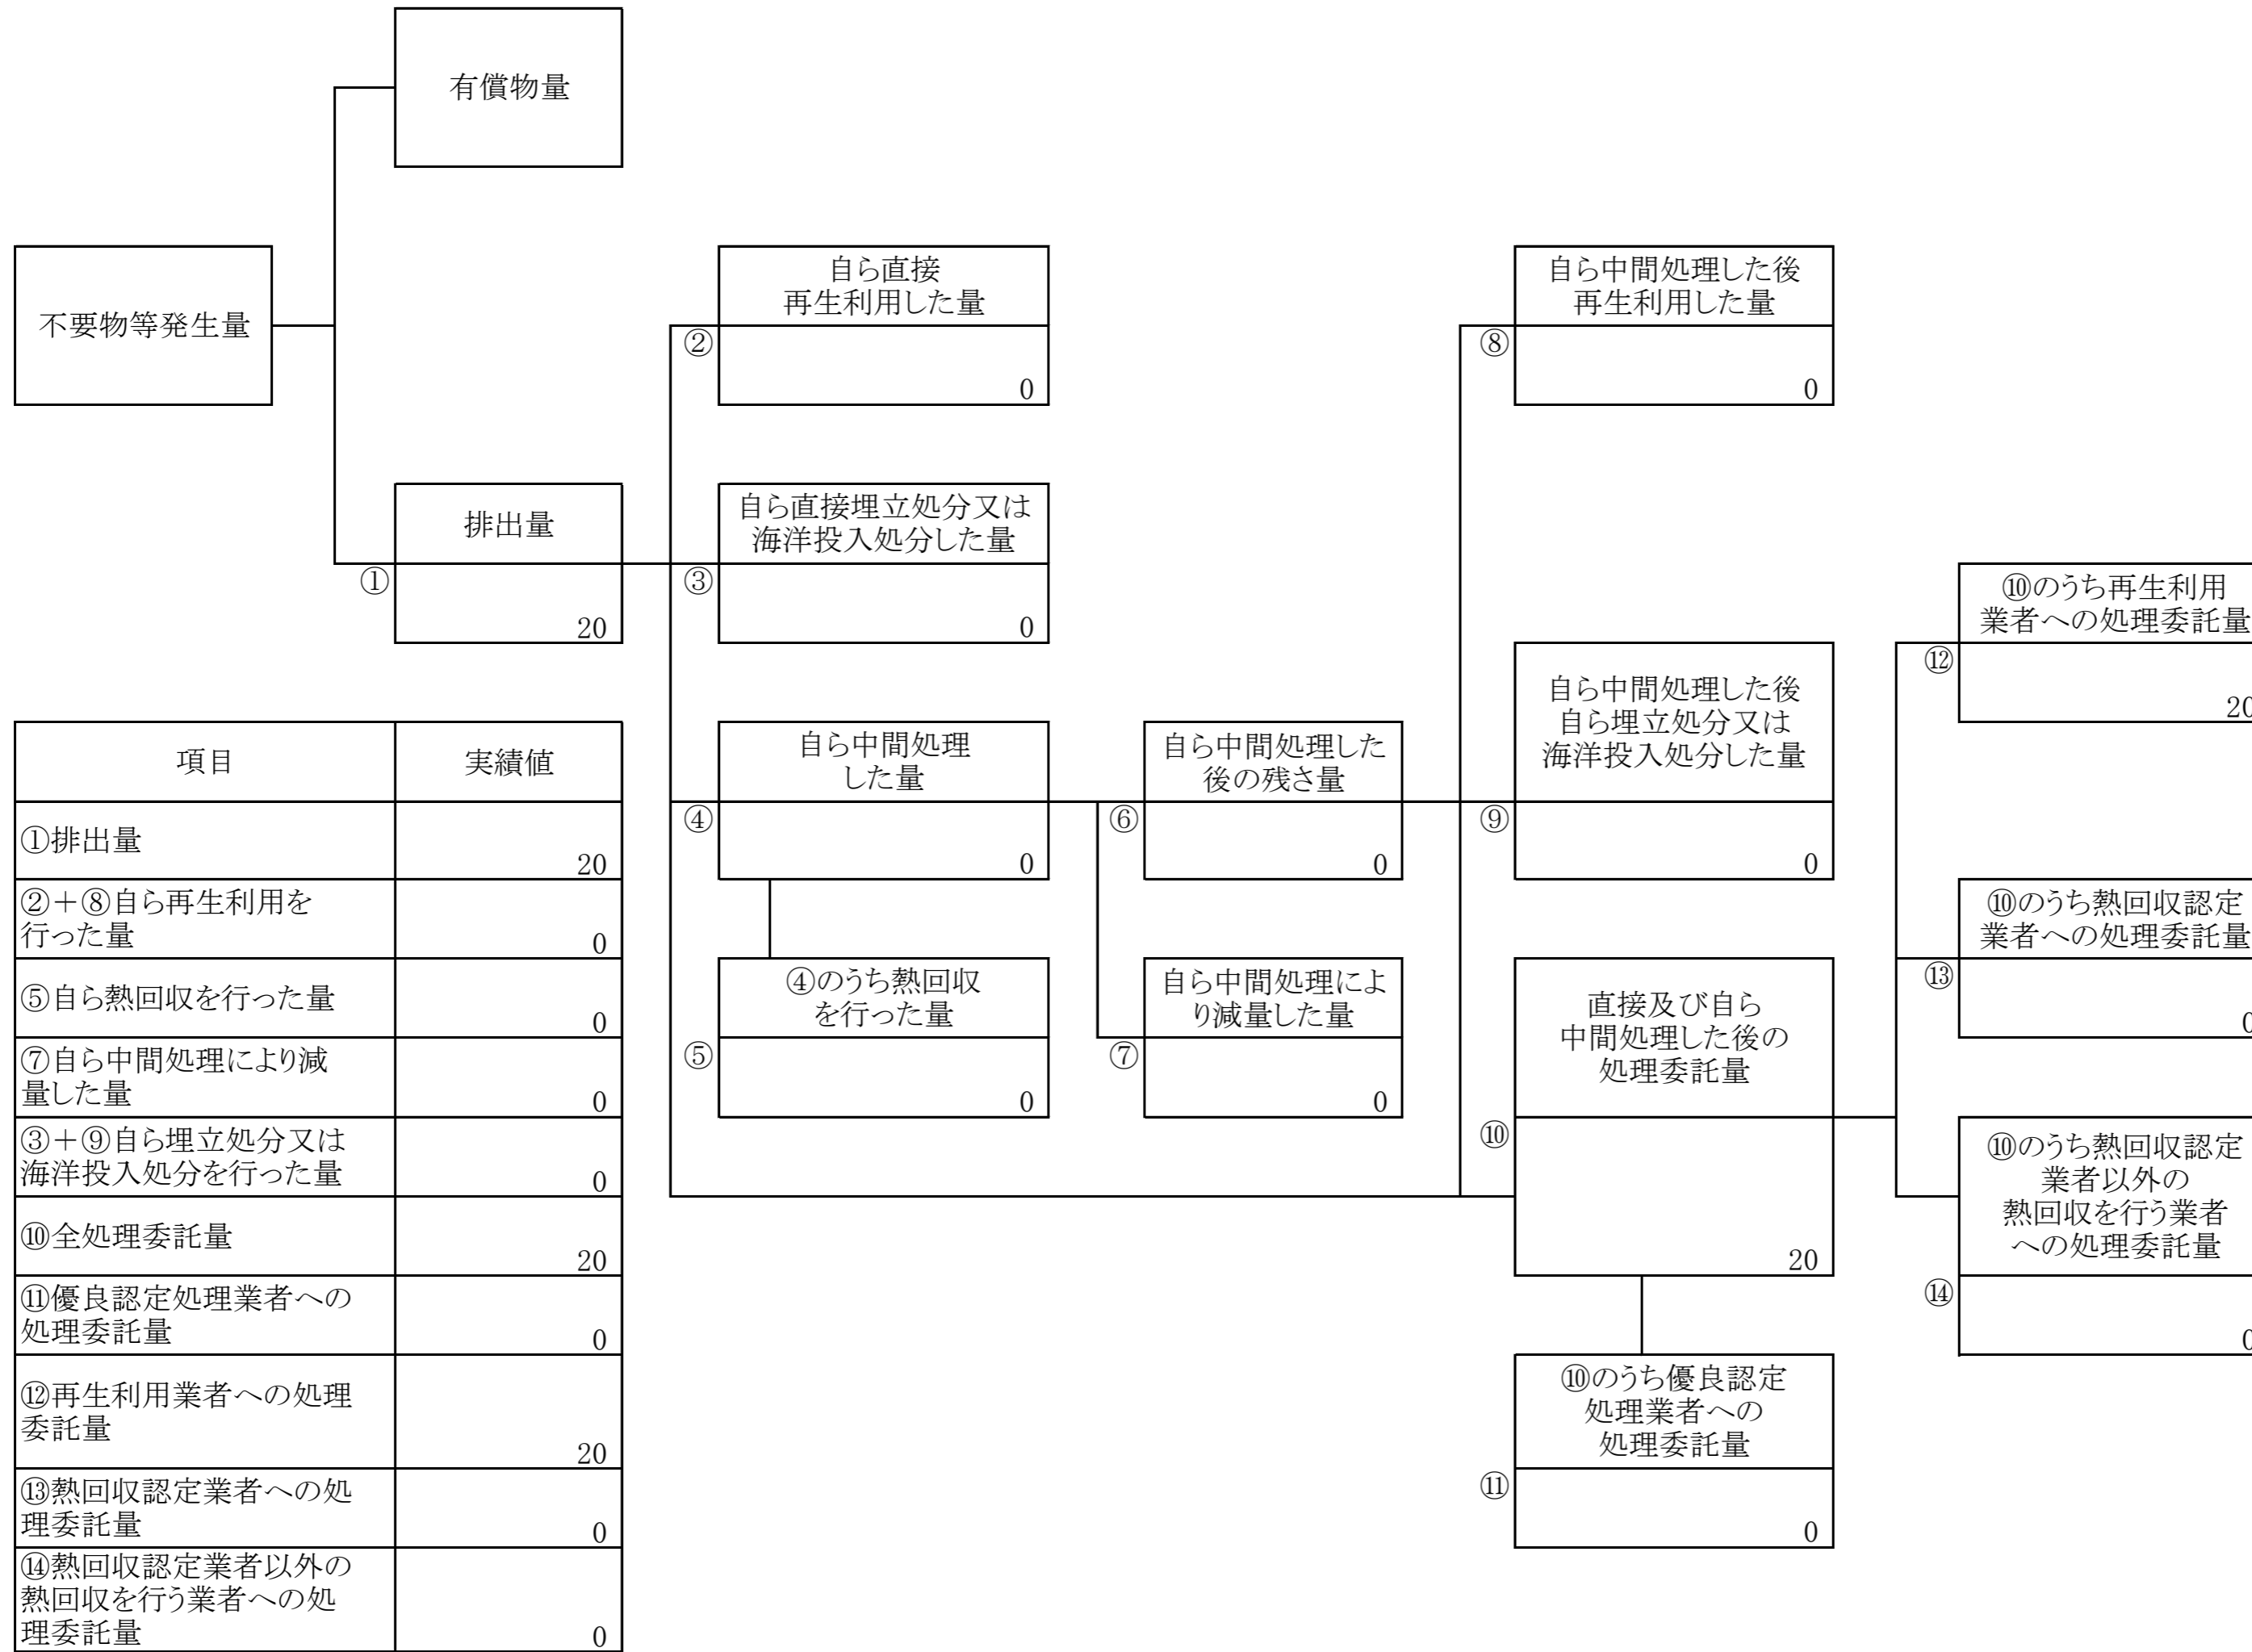 有償物量
不要物等発生量
自ら直接
再生利用した量
②
0
自ら中間処理した後
再生利用した量
⑧
0
排出量
①
20
自ら直接埋立処分又は
海洋投入処分した量
③
0
⑩のうち再生利用
業者への処理委託量
⑫
20
自ら中間処理
した量
④
0
自ら中間処理した
後の残さ量
⑥
0
自ら中間処理した後
自ら埋立処分又は
海洋投入処分した量
⑨
0
⑩のうち熱回収認定
業者への処理委託量
⑬
0
④のうち熱回収
を行った量
⑤
0
自ら中間処理によ
り減量した量
⑦
0
直接及び自ら
中間処理した後の
処理委託量
⑩
20
⑩のうち熱回収認定
業者以外の
熱回収を行う業者
への処理委託量
⑭
0
⑩のうち優良認定
処理業者への
処理委託量
⑪
0
項目
実績値
①排出量
20
②＋⑧自ら再生利用を
行った量
0
⑤自ら熱回収を行った量
0
⑦自ら中間処理により減
量した量
0
③＋⑨自ら埋立処分又は
海洋投入処分を行った量
0
⑩全処理委託量
20
⑪優良認定処理業者への
処理委託量
0
⑫再生利用業者への処理
委託量
20
⑬熱回収認定業者への処
理委託量
0
⑭熱回収認定業者以外の
熱回収を行う業者への処
理委託量
0